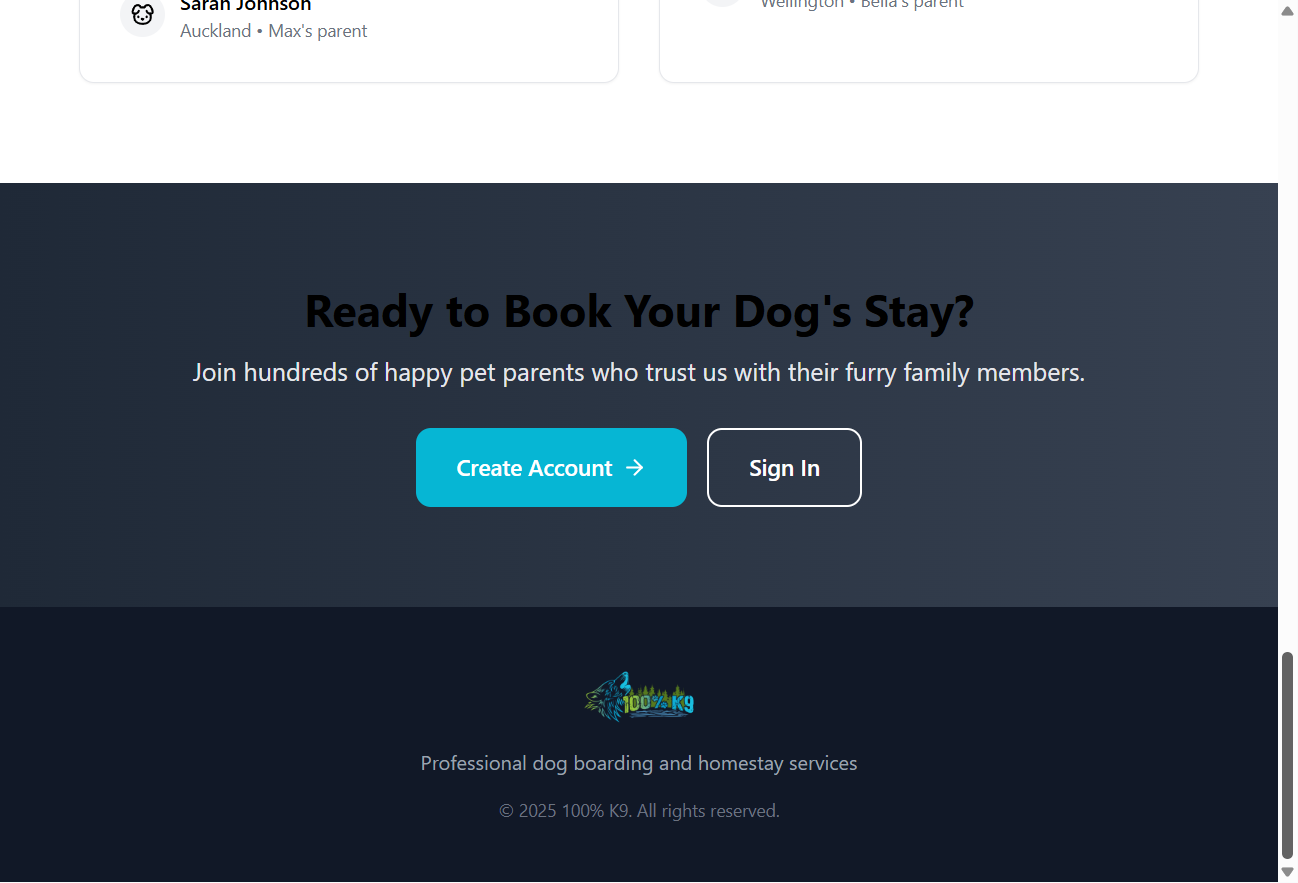 Sarah Johnson
Auckland • Max's parent
Wellington • Bella's parent
Ready to Book Your Dog's Stay?
Join hundreds of happy pet parents who trust us with their furry family members.
Create Account →
Sign In
100% K9
Professional dog boarding and homestay services
© 2025 100% K9. All rights reserved.